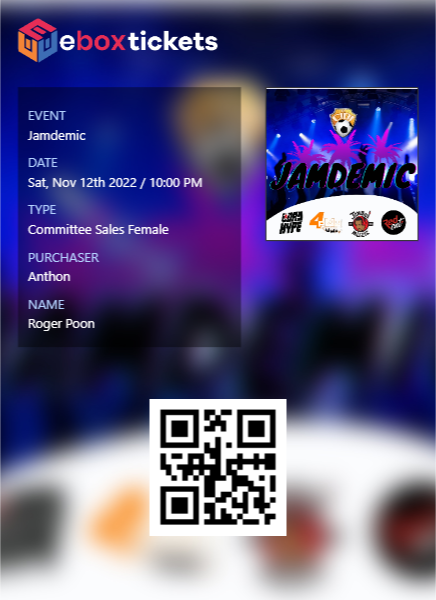 eboxtickets
EVENT
Jamdemic
DATE
Sat, Nov 12th 2022 / 10:00 PM
TYPE
Committee Sales Female
PURCHASER
Anthon
NAME
Roger Poon
JAMDEMIC